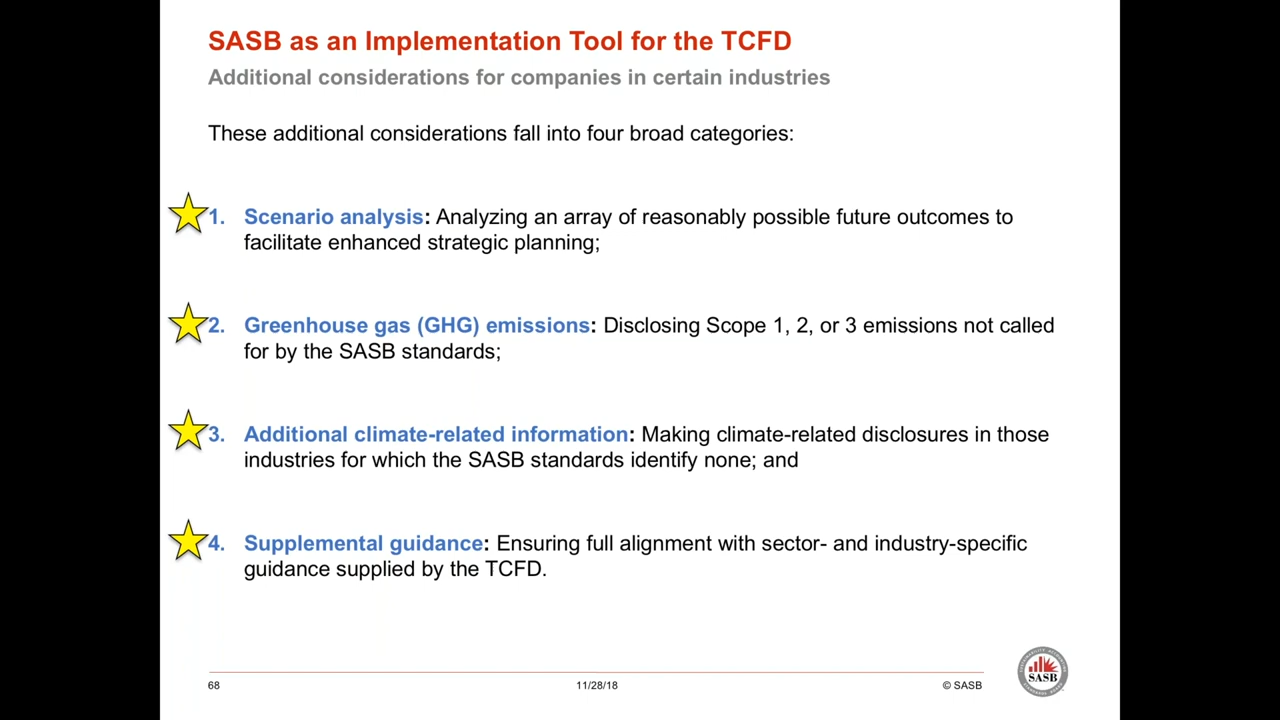 SASB as an Implementation Tool for the TCFD
Additional considerations for companies in certain industries
These additional considerations fall into four broad categories:
1. Scenario analysis: Analyzing an array of reasonably possible future outcomes to
facilitate enhanced strategic planning;
2. Greenhouse gas (GHG) emissions: Disclosing Scope 1, 2, or 3 emissions not called
for by the SASB standards;
3. Additional climate-related information: Making climate-related disclosures in those
industries for which the SASB standards identify none; and
4. Supplemental guidance: Ensuring full alignment with sector- and industry-specific
guidance supplied by the TCFD.
68
11/28/18
© SASB
SASB